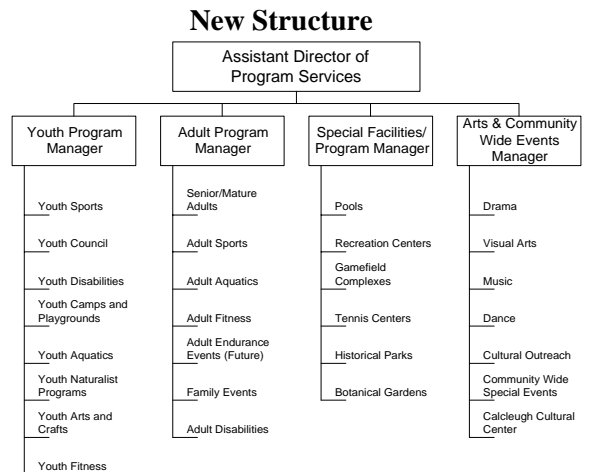 New Structure
Assistant Director of
Program Services
Youth Program
Manager
Youth Sports
Youth Council
Youth Disabilities
Youth Camps and
Playgrounds
Youth Aquatics
Youth Naturalist
Programs
Youth Arts and
Crafts
Youth Fitness
Adult Program
Manager
Senior/Mature
Adults
Adult Sports
Adult Aquatics
Adult Fitness
Adult Endurance
Events (Future)
Family Events
Adult Disabilities
Special Facilities/
Program Manager
Pools
Recreation Centers
Gamefield
Complexes
Tennis Centers
Historical Parks
Botanical Gardens
Arts & Community
Wide Events
Manager
Drama
Visual Arts
Music
Dance
Cultural Outreach
Community Wide
Special Events
Calcleugh Cultural
Center